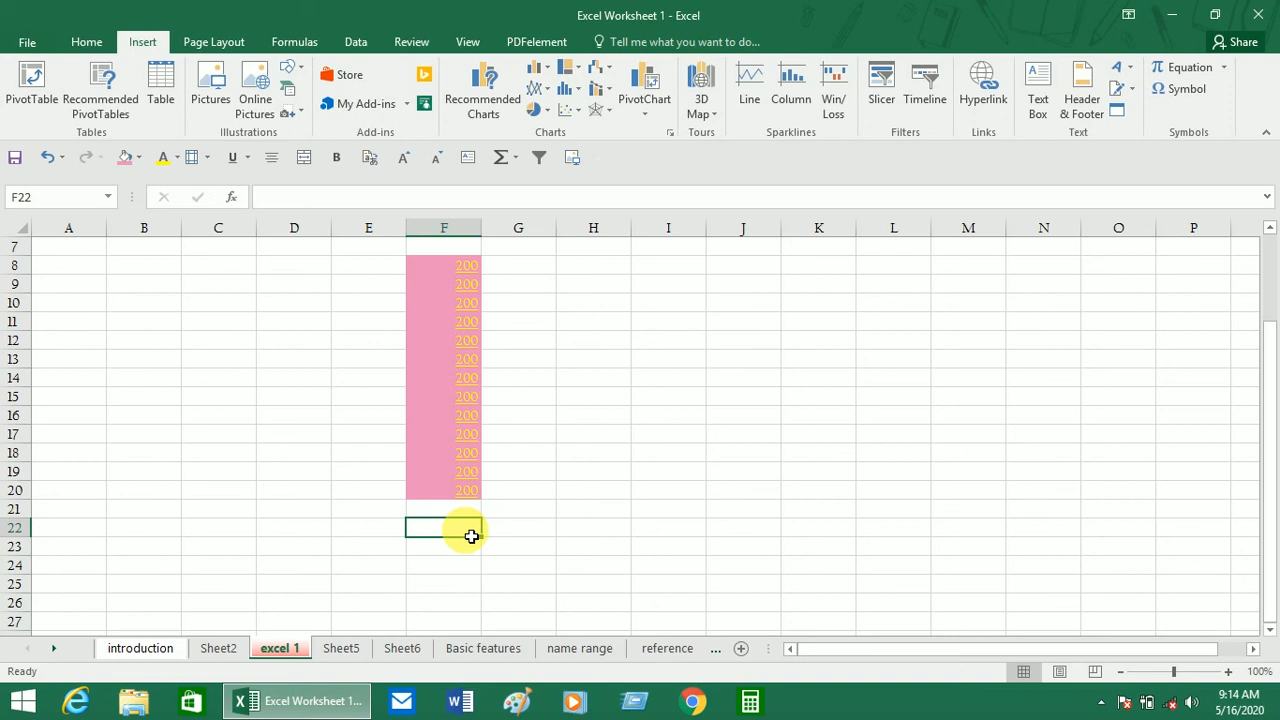 Excel Worksheet 1 - Excel
File Home Insert Page Layout Formulas Data Review View PDFelement Tell me what you want to do... Share
PivotTable Recommended PivotTables Table
Tables
Pictures Online Pictures
Illustrations
Store
My Add-ins
Add-ins
Recommended Charts PivotChart
Charts
3D Map
Tours
Line Column Win/ Loss
Sparklines
Slicer Timeline
Filters
Hyperlink
Links
Text Box Header & Footer
Text
Equation
Symbol
Symbols
F22
A B C D E F G H I J K L M N O P
7
8 200
9 200
10 200
11 200
12 200
13 200
14 200
15 200
16 200
17 200
18 200
19 200
20 200
21
22
23
24
25
26
27
introduction Sheet2 excel 1 Sheet5 Sheet6 Basic features name range reference ...
Ready 100%
Excel Worksheet 1... 9:14 AM
5/16/2020